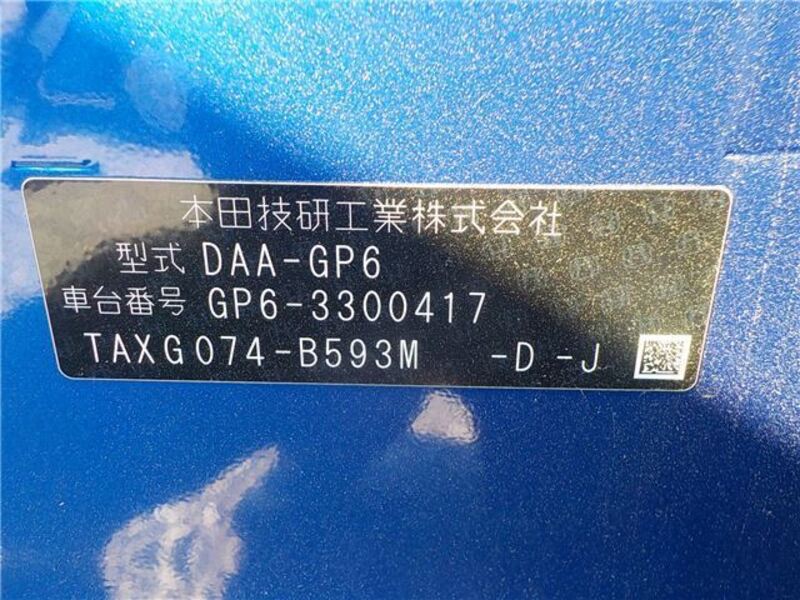 本田技研工業株式会社
型式 DAA-GP6
車台番号 GP6-3300417
TAXG074-B593M -D -J